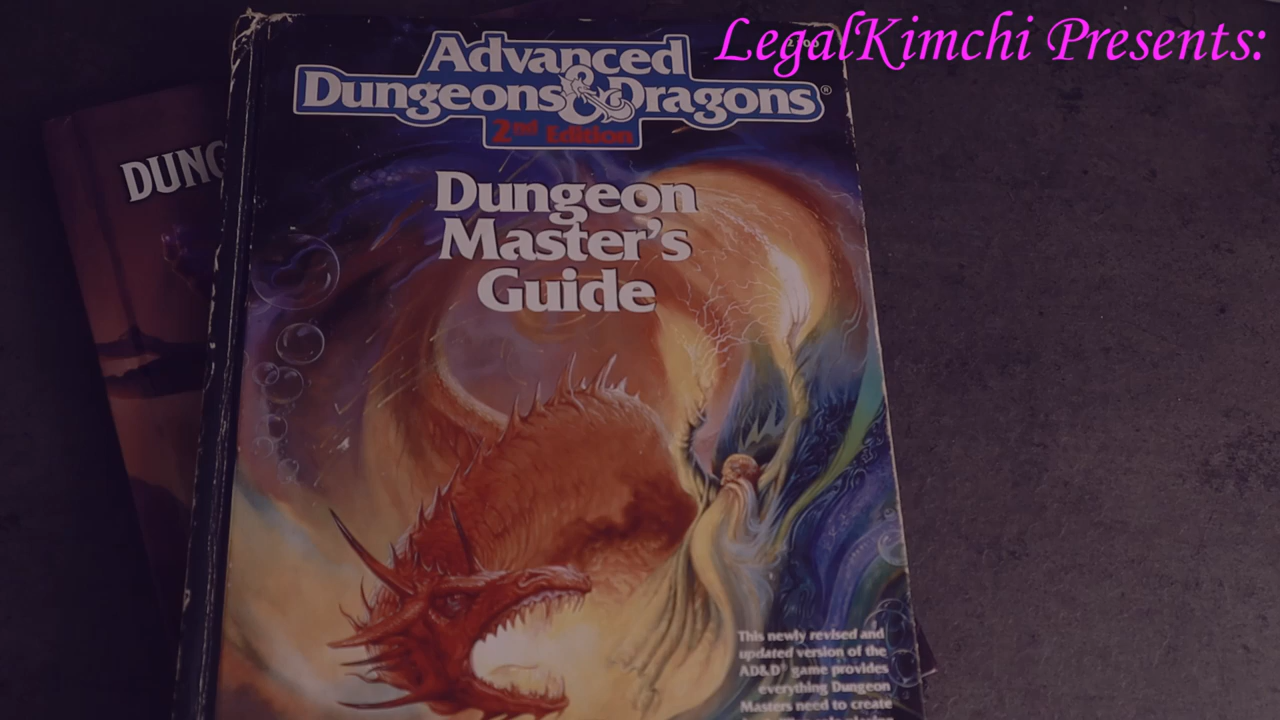 LegalKimchi Presents:
Advanced
Dungeons & Dragons®
2nd Edition
DUNG
Dungeon
Master's
Guide
This newly revised and
updated version of the
AD&D® game provides
everything Dungeon
Masters need to create